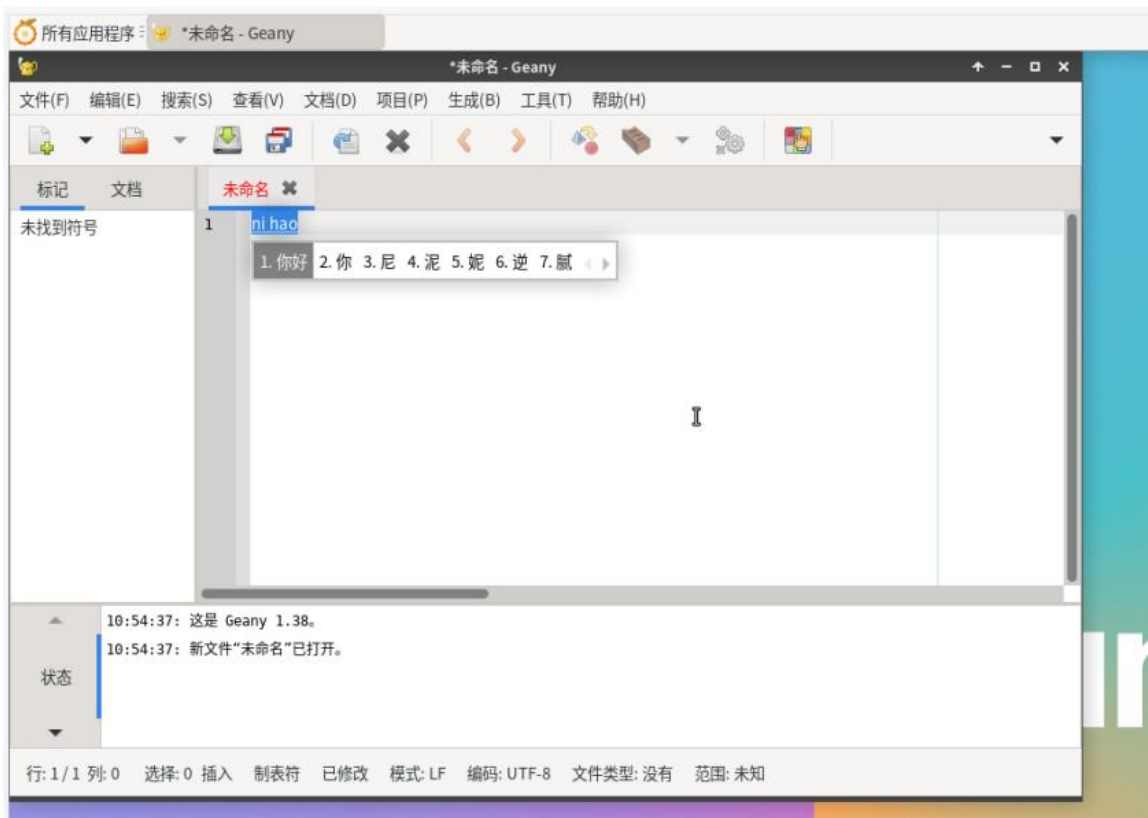 所有应用程序 *未命名 - Geany
*未命名 - Geany
文件(F) 编辑(E) 搜索(S) 查看(V) 文档(D) 项目(P) 生成(B) 工具(T) 帮助(H)
标记 文档 未命名
未找到符号 1 ni hao
1. 你好 2. 你 3. 尼 4. 泥 5. 妮 6. 逆 7. 腻
10:54:37: 这是 Geany 1.38。
10:54:37: 新文件“未命名”已打开。
状态
行: 1 / 1 列: 0 选择: 0 插入 制表符 已修改 模式: LF 编码: UTF-8 文件类型: 没有 范围: 未知